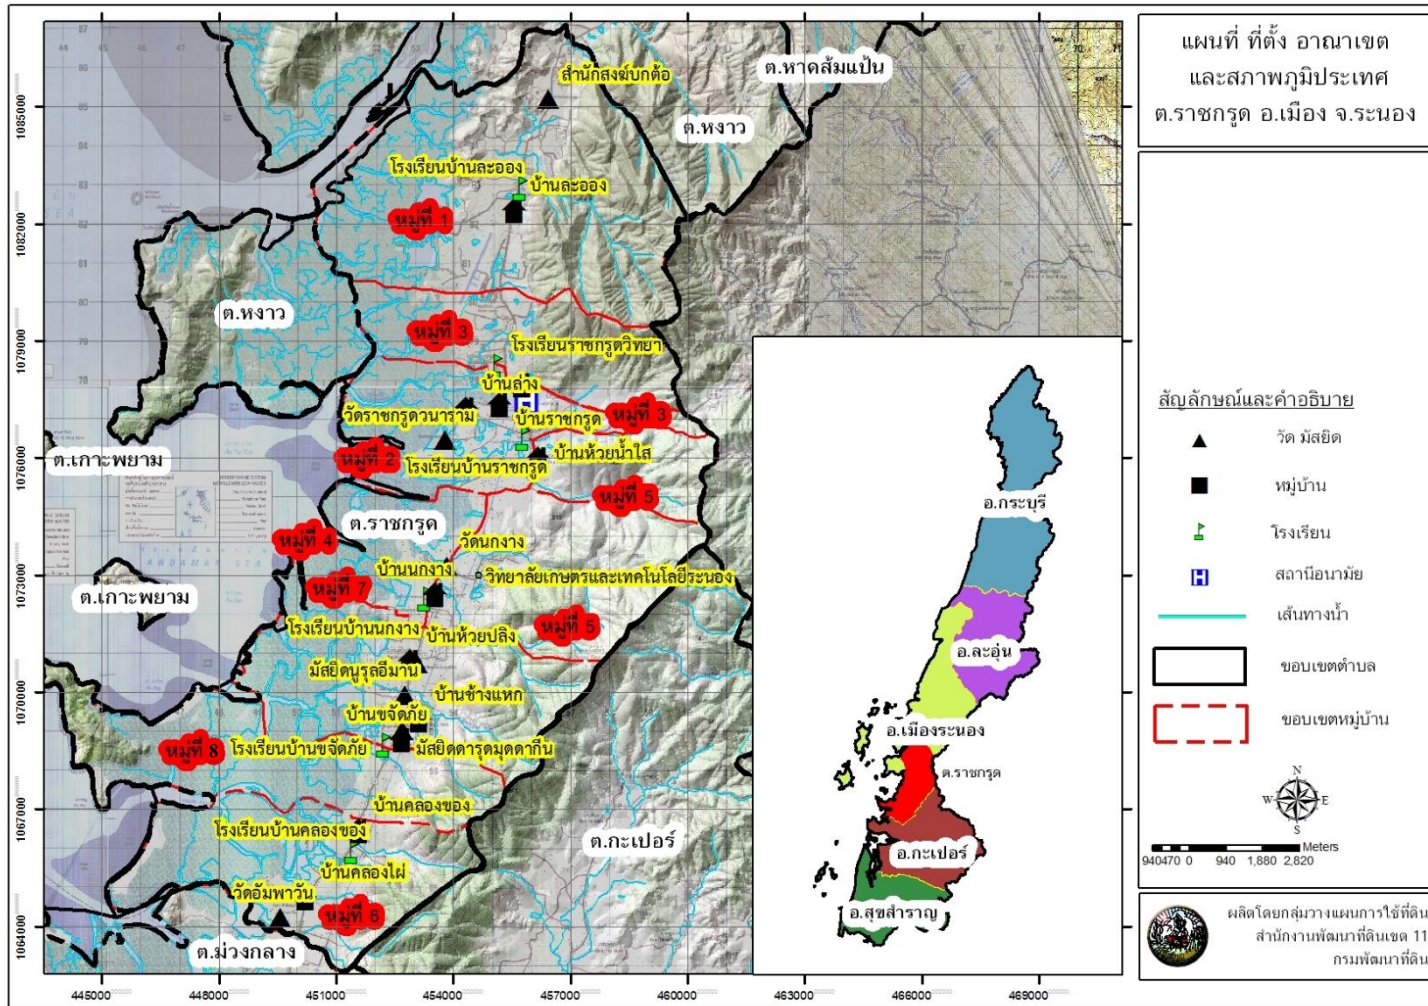 แผนที่ ที่ตั้ง อาณาเขต
และสภาพภูมิประเทศ
ต.ราชกรูด อ.เมือง จ.ระนอง
สำนักสงฆ์บกต้อ
ต.หาดส้มแป้น
ต.หงาว
โรงเรียนบ้านละออง
บ้านละออง
หมู่ที่ 1
ต.หงาว
หมู่ที่ 3
โรงเรียนราชกรูดวิทยา
บ้านล่าง
วัดราชกรูดวนาราม
บ้านราชกรูด
หมู่ที่ 3
บ้านห้วยน้ำใส
หมู่ที่ 2
โรงเรียนบ้านราชกรูด
ต.เกาะพยาม
หมู่ที่ 5
ต.ราชกรูด
หมู่ที่ 4
วัดนกงาง
บ้านนกงาง
วิทยาลัยเกษตรและเทคโนโลยีระนอง
หมู่ที่ 7
ต.เกาะพยาม
โรงเรียนบ้านนกงาง
บ้านห้วยปลิง
หมู่ที่ 5
มัสยิดนูรุลอีมาน
บ้านช้างแหก
บ้านขจัดภัย
หมู่ที่ 8
โรงเรียนบ้านขจัดภัย
มัสยิดดารุดมุดดากีน
บ้านคลองของ
โรงเรียนบ้านคลองของ
ต.กะเปอร์
บ้านคลองไผ่
วัดอัมพาวัน
หมู่ที่ 6
ต.ม่วงกลาง
ANDAMAN SEA
1085000
1082000
1079000
1076000
1073000
1070000
1067000
1064000
445000 448000 451000 454000 457000 460000 463000 466000 469000
อ.กระบุรี
อ.ละอุ่น
อ.เมืองระนอง
ต.ราชกรูด
อ.กะเปอร์
อ.สุขสำราญ
สัญลักษณ์และคำอธิบาย
วัด มัสยิด
หมู่บ้าน
โรงเรียน
H สถานีอนามัย
เส้นทางน้ำ
ขอบเขตตำบล
ขอบเขตหมู่บ้าน
N
W E
S
940470 0 940 1,880 2,820 Meters
ผลิตโดยกลุ่มวางแผนการใช้ที่ดิน
สำนักงานพัฒนาที่ดินเขต 11
กรมพัฒนาที่ดิน